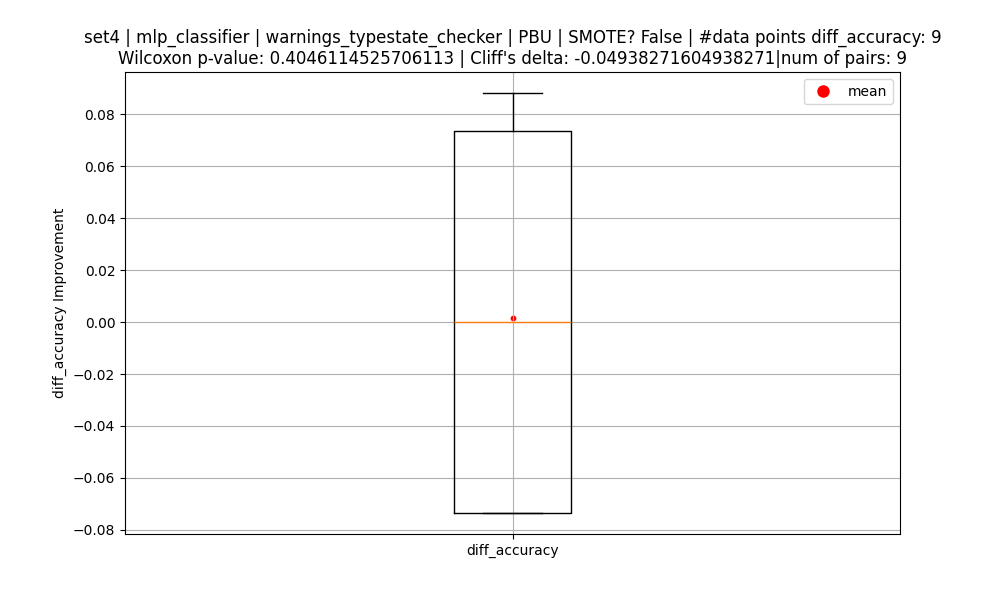 set4 | mlp_classifier | warnings_typestate_checker | PBU | SMOTE? False | #data points diff_accuracy: 9
Wilcoxon p-value: 0.4046114525706113 | Cliff's delta: -0.04938271604938271|num of pairs: 9
mean
0.08
0.06
0.04
0.02
0.00
−0.02
−0.04
−0.06
−0.08
diff_accuracy Improvement
diff_accuracy